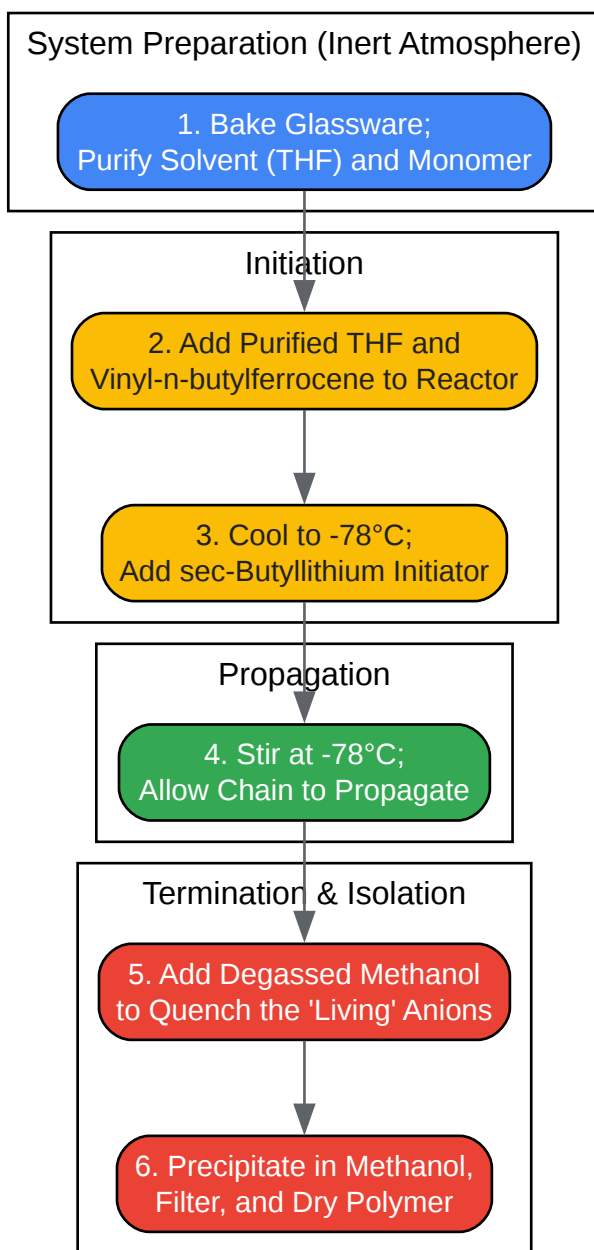 System Preparation (Inert Atmosphere)
1. Bake Glassware;
Purify Solvent (THF) and Monomer
Initiation
2. Add Purified THF and
Vinyl-n-butylferrocene to Reactor
3. Cool to -78°C;
Add sec-Butyllithium Initiator
Propagation
4. Stir at -78°C;
Allow Chain to Propagate
Termination & Isolation
5. Add Degassed Methanol
to Quench the 'Living' Anions
6. Precipitate in Methanol,
Filter, and Dry Polymer